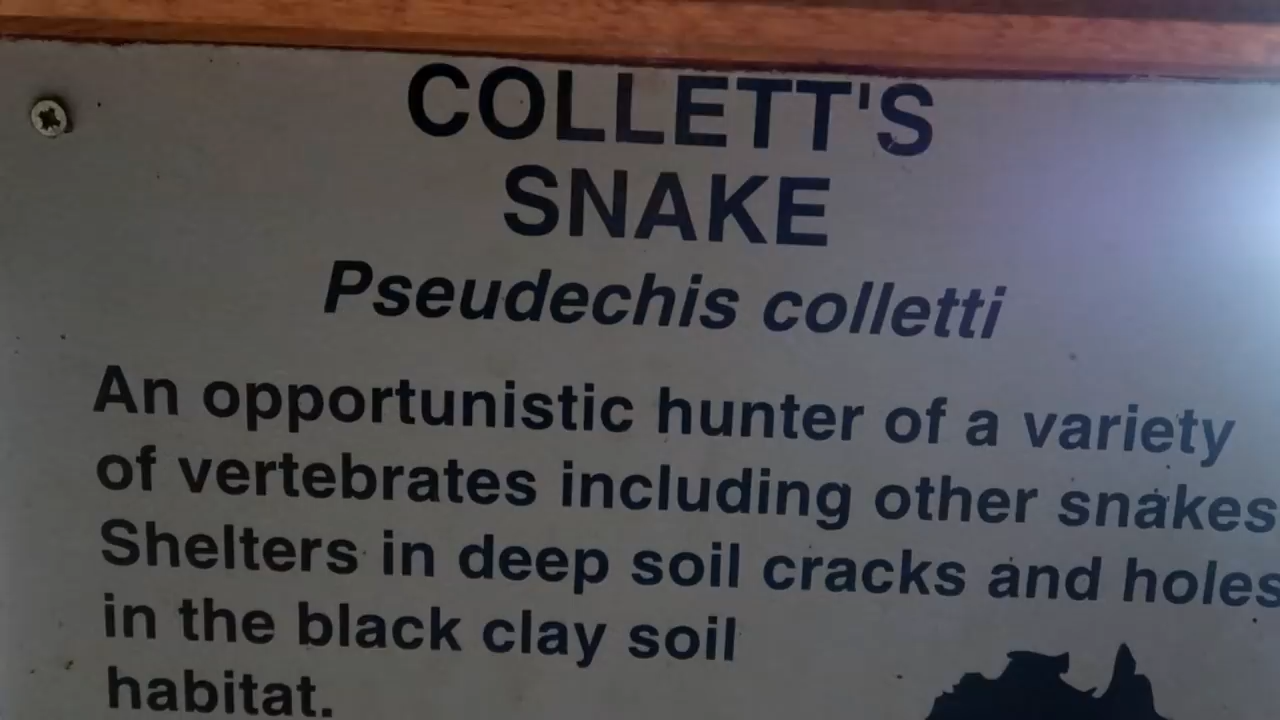 COLLETT'S
SNAKE
Pseudechis colletti
An opportunistic hunter of a variety
of vertebrates including other snakes
Shelters in deep soil cracks and holes
in the black clay soil
habitat.